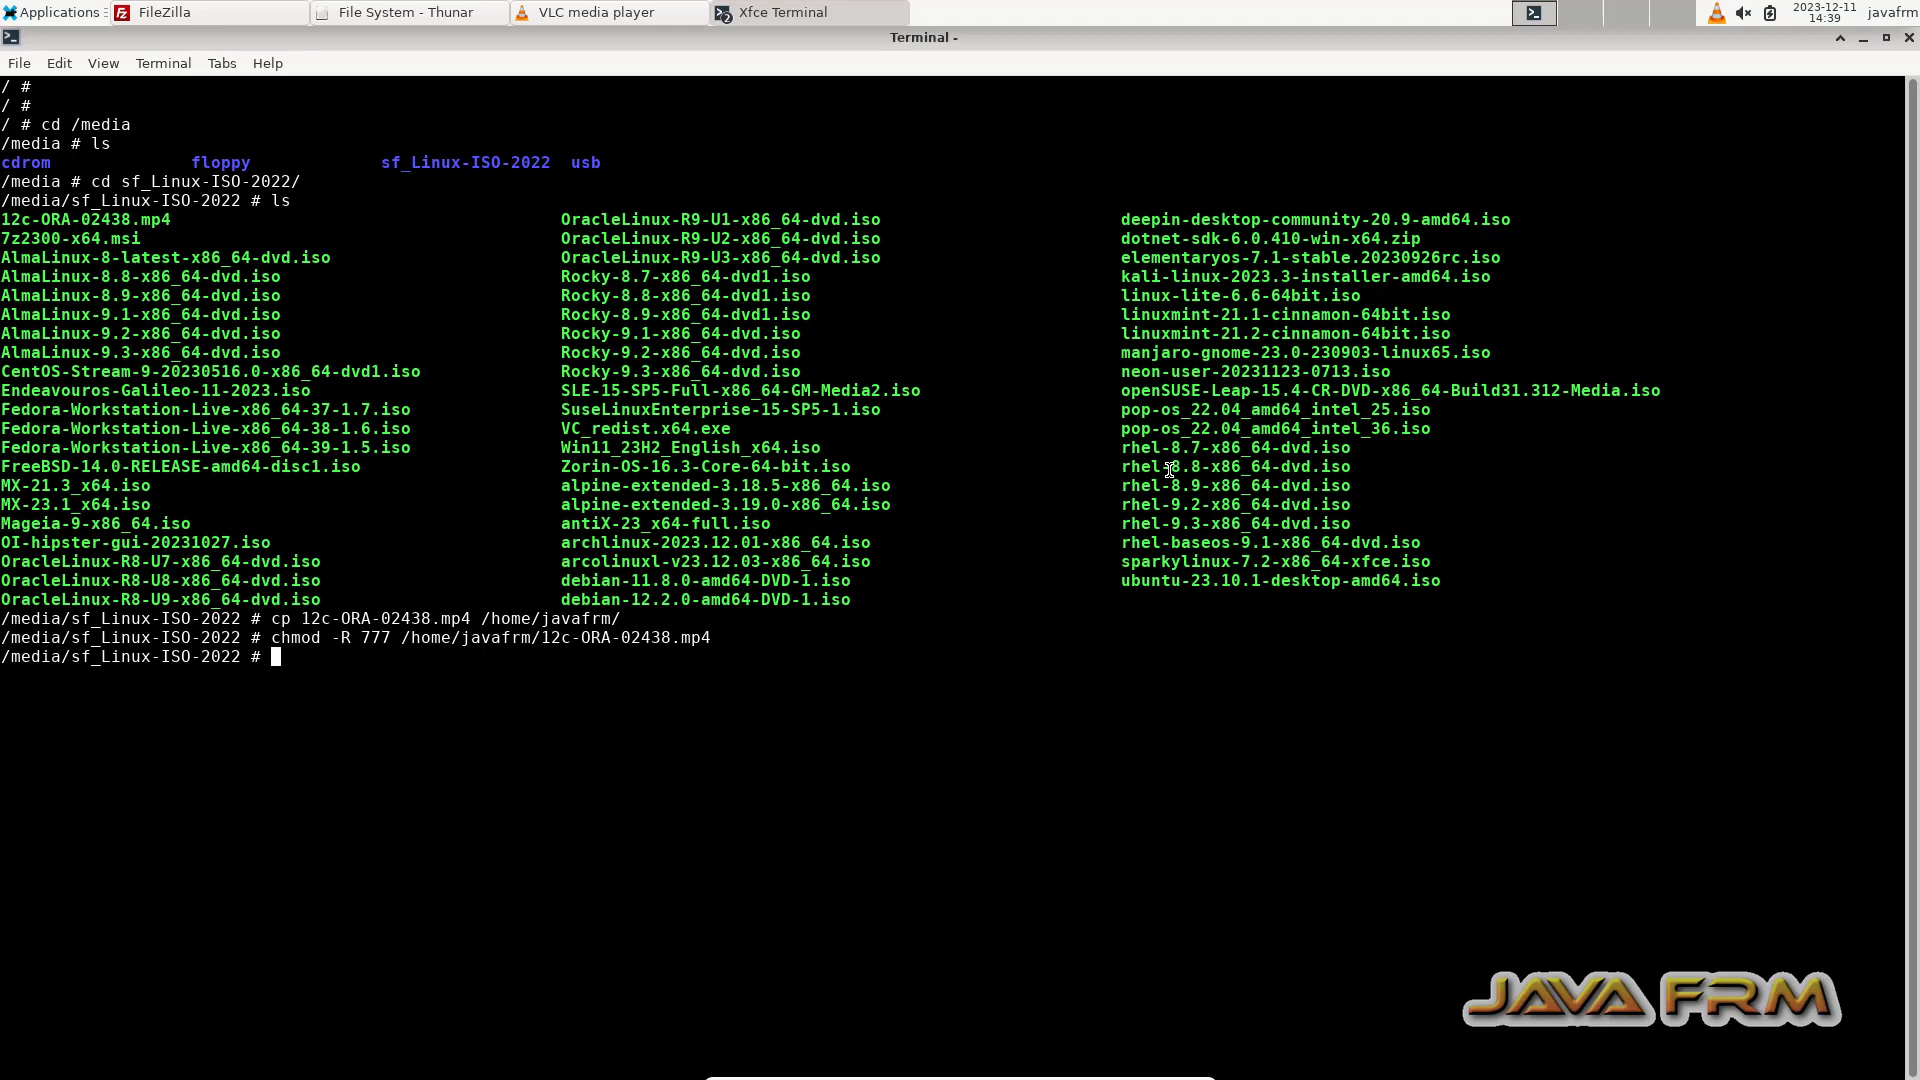 Applications FileZilla File System - Thunar VLC media player 2 Xfce Terminal 2023-12-11 14:39 javafrm
Terminal -
File Edit View Terminal Tabs Help
/ #
/ #
/ # cd /media
/media # ls
cdrom floppy sf_Linux-ISO-2022 usb
/media # cd sf_Linux-ISO-2022/
/media/sf_Linux-ISO-2022 # ls
12c-ORA-02438.mp4 OracleLinux-R9-U1-x86_64-dvd.iso deepin-desktop-community-20.9-amd64.iso
7z2300-x64.msi OracleLinux-R9-U2-x86_64-dvd.iso dotnet-sdk-6.0.410-win-x64.zip
AlmaLinux-8-latest-x86_64-dvd.iso OracleLinux-R9-U3-x86_64-dvd.iso elementaryos-7.1-stable.20230926rc.iso
AlmaLinux-8.8-x86_64-dvd.iso Rocky-8.7-x86_64-dvd1.iso kali-linux-2023.3-installer-amd64.iso
AlmaLinux-8.9-x86_64-dvd.iso Rocky-8.8-x86_64-dvd1.iso linux-lite-6.6-64bit.iso
AlmaLinux-9.1-x86_64-dvd.iso Rocky-8.9-x86_64-dvd1.iso linuxmint-21.1-cinnamon-64bit.iso
AlmaLinux-9.2-x86_64-dvd.iso Rocky-9.1-x86_64-dvd.iso linuxmint-21.2-cinnamon-64bit.iso
AlmaLinux-9.3-x86_64-dvd.iso Rocky-9.2-x86_64-dvd.iso manjaro-gnome-23.0-230903-linux65.iso
CentOS-Stream-9-20230516.0-x86_64-dvd1.iso Rocky-9.3-x86_64-dvd.iso neon-user-20231123-0713.iso
Endeavouros-Galileo-11-2023.iso SLE-15-SP5-Full-x86_64-GM-Media2.iso openSUSE-Leap-15.4-CR-DVD-x86_64-Build31.312-Media.iso
Fedora-Workstation-Live-x86_64-37-1.7.iso SuseLinuxEnterprise-15-SP5-1.iso pop-os_22.04_amd64_intel_25.iso
Fedora-Workstation-Live-x86_64-38-1.6.iso VC_redist.x64.exe pop-os_22.04_amd64_intel_36.iso
Fedora-Workstation-Live-x86_64-39-1.5.iso Win11_23H2_English_x64.iso rhel-8.7-x86_64-dvd.iso
FreeBSD-14.0-RELEASE-amd64-disc1.iso Zorin-OS-16.3-Core-64-bit.iso rhel-8.8-x86_64-dvd.iso
MX-21.3_x64.iso alpine-extended-3.18.5-x86_64.iso rhel-8.9-x86_64-dvd.iso
MX-23.1_x64.iso alpine-extended-3.19.0-x86_64.iso rhel-9.2-x86_64-dvd.iso
Mageia-9-x86_64.iso antiX-23_x64-full.iso rhel-9.3-x86_64-dvd.iso
OI-hipster-gui-20231027.iso archlinux-2023.12.01-x86_64.iso rhel-baseos-9.1-x86_64-dvd.iso
OracleLinux-R8-U7-x86_64-dvd.iso arcolinuxl-v23.12.03-x86_64.iso sparkylinux-7.2-x86_64-xfce.iso
OracleLinux-R8-U8-x86_64-dvd.iso debian-11.8.0-amd64-DVD-1.iso ubuntu-23.10.1-desktop-amd64.iso
OracleLinux-R8-U9-x86_64-dvd.iso debian-12.2.0-amd64-DVD-1.iso
/media/sf_Linux-ISO-2022 # cp 12c-ORA-02438.mp4 /home/javafrm/
/media/sf_Linux-ISO-2022 # chmod -R 777 /home/javafrm/12c-ORA-02438.mp4
/media/sf_Linux-ISO-2022 #
JAVA FRM